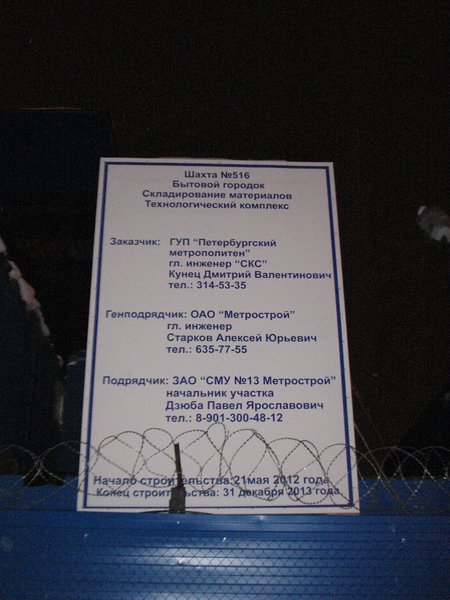 Шахта №516
Бытовой городок
Складирование материалов
Технологический комплекс
Заказчик: ГУП "Петербургский
метрополитен"
гл. инженер "СКС"
Кунец Дмитрий Валентинович
тел.: 314-53-35
Генподрядчик: ОАО "Метрострой"
гл. инженер
Старков Алексей Юрьевич
тел.: 635-77-55
Подрядчик: ЗАО "СМУ №13 Метрострой"
начальник участка
Дзюба Павел Ярославович
тел.: 8-901-300-48-12
Начало строительства:21мая 2012 года
Конец строительства: 31 декабря 2013 года